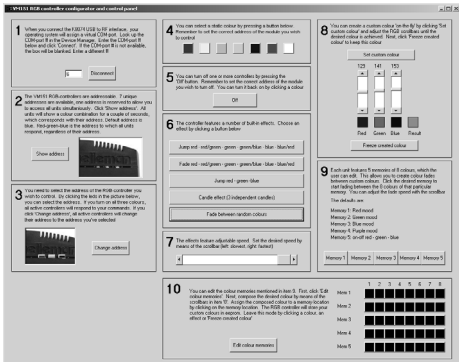 VM151 RGB-controller configurator and control panel
1 When you connect the K8074 USB to RF interface, your
operating system will assign a virtual COM port. Look up the
COM-port # in the Device Manager. Enter the COM-port #
below and click 'Connect'. If the COM-port # is not available,
the box will be blanked. Enter a different #
6
Disconnect
2 The VM151 RGB-controllers are addressable. 7 unique
addresses are available, one address is reserved to allow you
to access all units simultaneously. Click 'Show address'. All
units will show a colour combination for a couple of seconds,
which corresponds with their address. Default address is
blue. Red-green-blue is the address to which all units
respond, regardless of their address.
Show address
3 You need to select the address of the RGB-controller you
wish to control. By clicking the leds in the picture below,
you can select the address. If you turn on all three colours,
all active controllers will respond to your commands. If you
click 'Change address', all active controllers will change
their address to the address you've selected
Change address
4 You can select a static colour by pressing a button below.
Remember to set the correct address of the module you wish
to control
5 You can turn off one or more controllers by pressing the
'Off' button. Remember to set the correct address of the
module you wish to turn off. You can turn it back on by clicking a colour
Off
6 The controller features a number of built-in effects. Choose an
effect by clicking a button below
Jump red - red/green - green - green/blue - blue - blue/red
Fade red - red/green - green - green/blue - blue - blue/red
Jump red - green - blue
Candle effect (3 independent candles)
Fade between random colours
7 The effects feature adjustable speed. Set the desired speed by
means of the scrollbar (left: slowest, right: fastest)
8 You can create a custom colour 'on the fly' by clicking 'Set
custom colour' and adjust the RGB scrollbars until the
desired colour is achieved. Next, click 'Freeze created
colour' to keep this colour
Set custom colour
125 141 153
Red Green Blue Result
Freeze created colour
9 Each unit features 5 memories of 8 colours, which the
user can edit. This allows you to create colour fades
between custom colours. Click the desired memory to
start fading between the 8 colours of that particular
memory. You can adjust the fade speed with the scrollbar
The defaults are:
Memory 1: Red mood
Memory 2: Green mood
Memory 3: Blue mood
Memory 4: Purple mood
Memory 5: on-off red - green - blue
Memory 1 Memory 2 Memory 3 Memory 4 Memory 5
10 You can edit the colour memories mentioned in item 9. First, click 'Edit
colour memories'. Next, compose the desired colour by means of the
scrollbars in item '8'. Assign the composed colour to a memory location
by clicking on the memory location. The RGB controller will store your
custom colours in eeprom. Leave this mode by clicking a colour, an
effect or 'Freeze created colour'
Edit colour memories
1 2 3 4 5 6 7 8
Mem 1
Mem 2
Mem 3
Mem 4
Mem 5